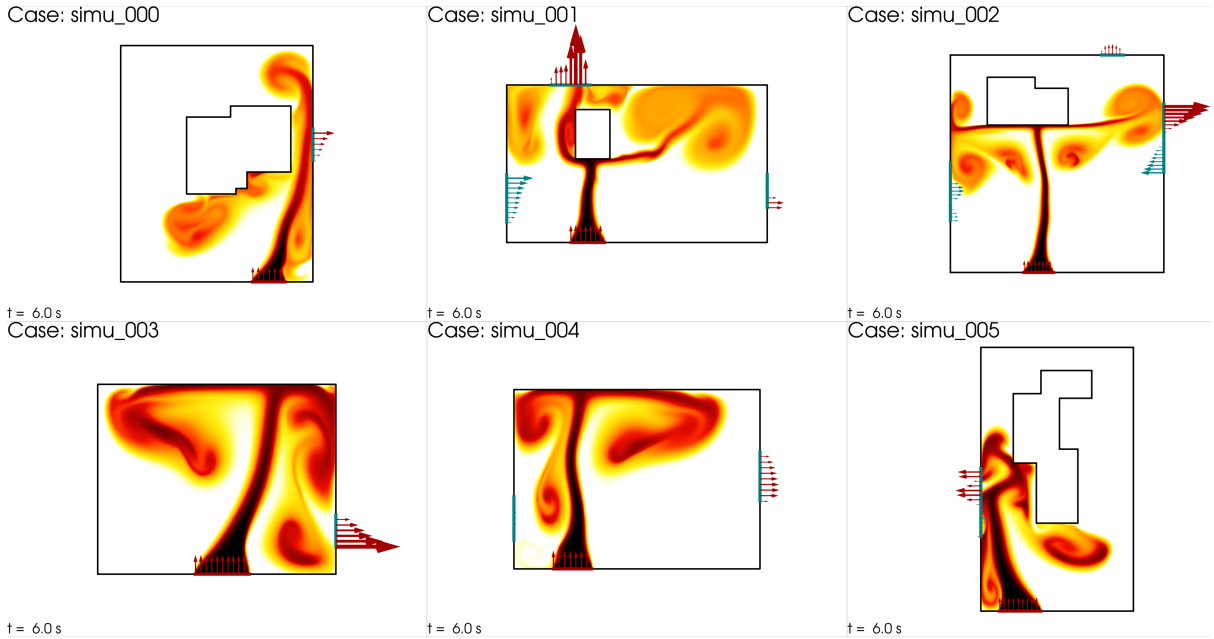 Case: simu_000
Case: simu_001
Case: simu_002
t = 6.0 s
t = 6.0 s
t = 6.0 s
Case: simu_003
Case: simu_004
Case: simu_005
t = 6.0 s
t = 6.0 s
t = 6.0 s